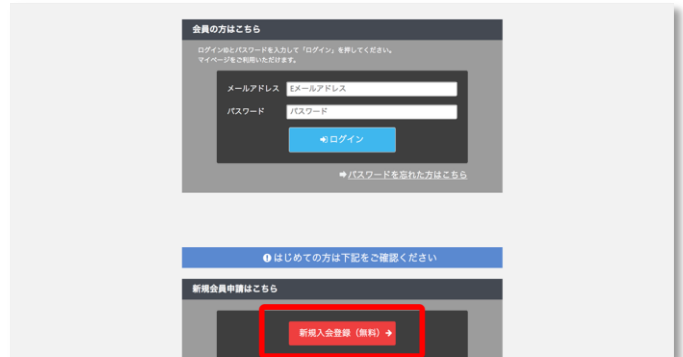 会員の方はこちら
ログインIDとパスワードを入力して「ログイン」を押してください。
マイページをご利用いただけます。
メールアドレス Eメールアドレス
パスワード パスワード
ログイン
パスワードを忘れた方はこちら
はじめての方は下記をご確認ください
新規会員申請はこちら
新規入会登録（無料）